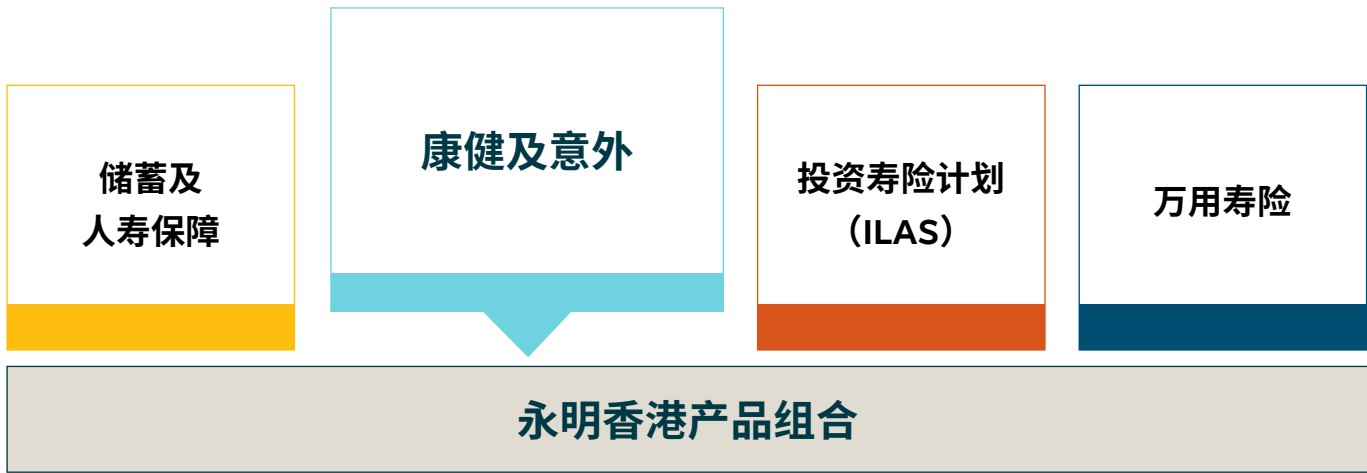 储蓄及
人寿保障
康健及意外
投资寿险计划
（ILAS）
万用寿险
永明香港产品组合